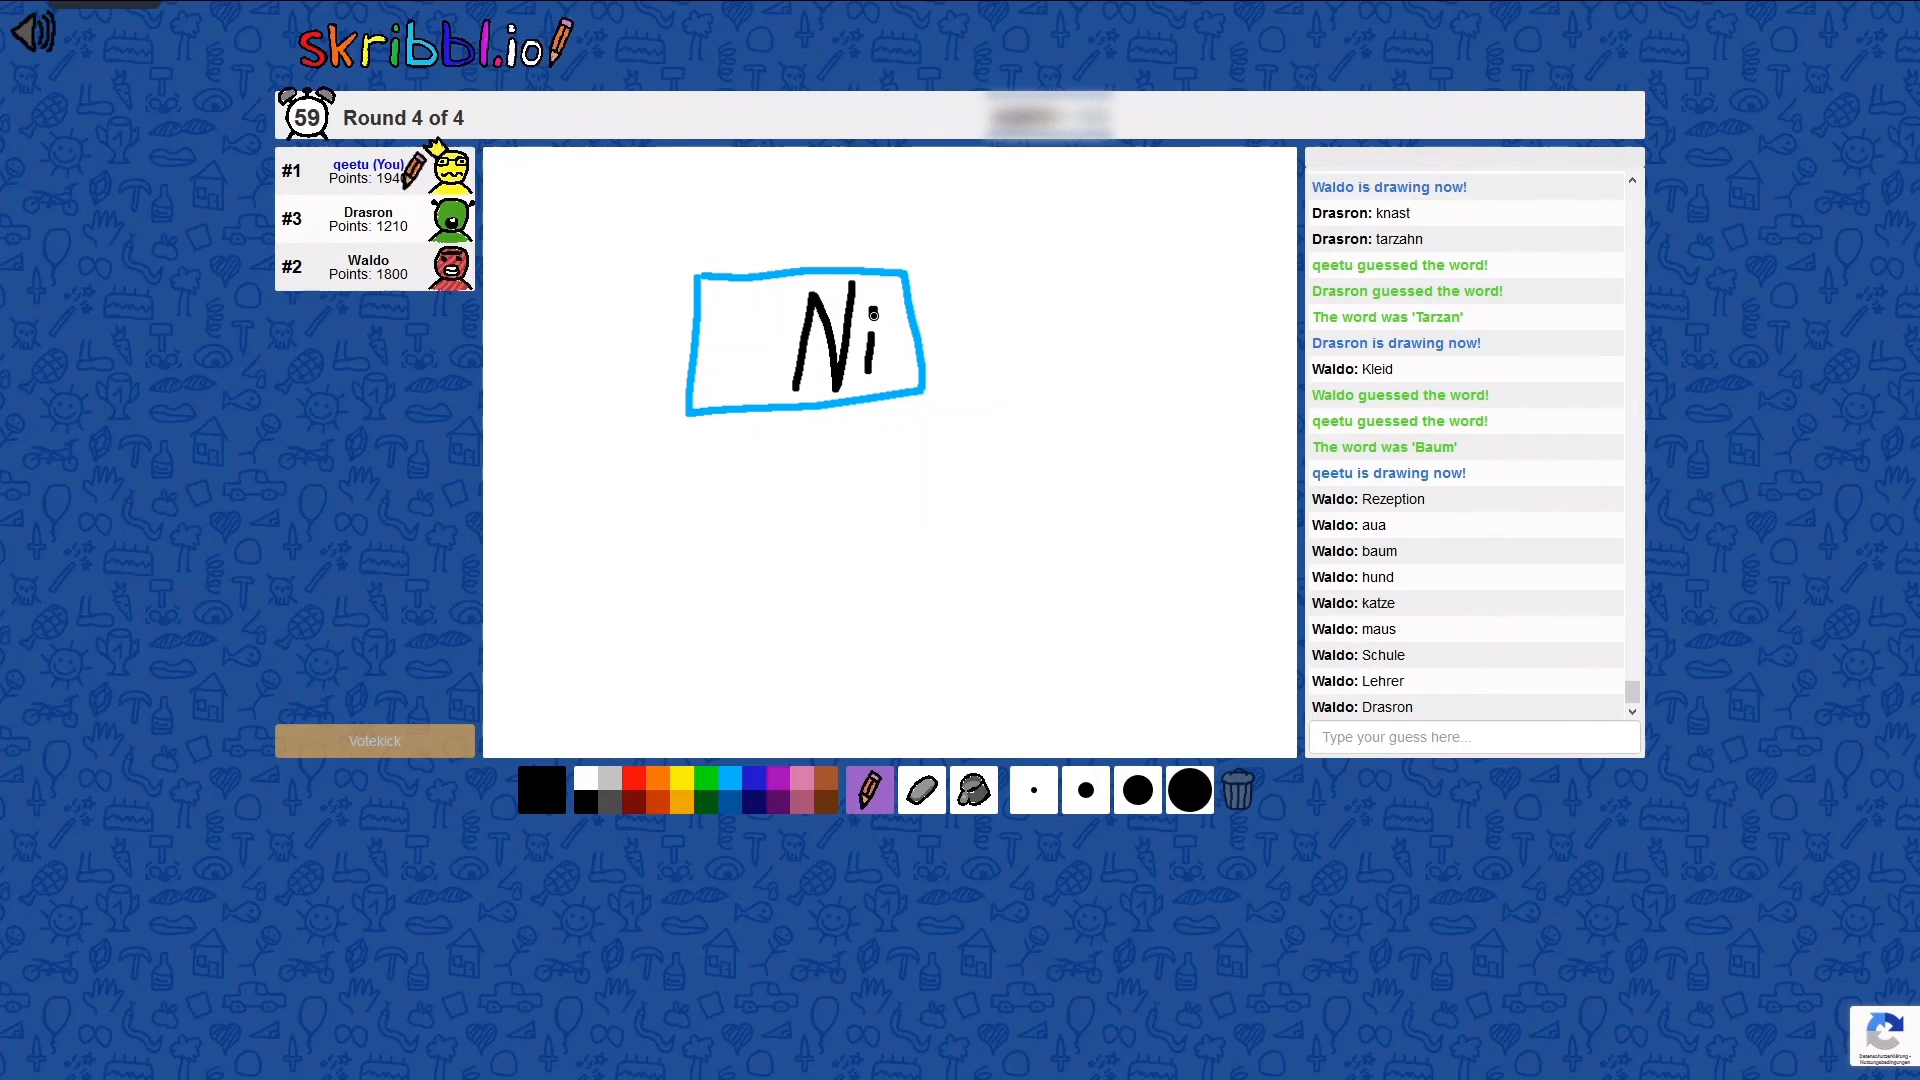 skribbl.io
59
Round 4 of 4
#1
qeetu (You)
Points: 1940
#3
Drasron
Points: 1210
#2
Waldo
Points: 1800
Votekick
Ni
Waldo is drawing now!
Drasron: knast
Drasron: tarzahn
qeetu guessed the word!
Drasron guessed the word!
The word was 'Tarzan'
Drasron is drawing now!
Waldo: Kleid
Waldo guessed the word!
qeetu guessed the word!
The word was 'Baum'
qeetu is drawing now!
Waldo: Rezeption
Waldo: aua
Waldo: baum
Waldo: hund
Waldo: katze
Waldo: maus
Waldo: Schule
Waldo: Lehrer
Waldo: Drasron
Type your guess here...
Datenschutzerklärung -
Nutzungsbedingungen